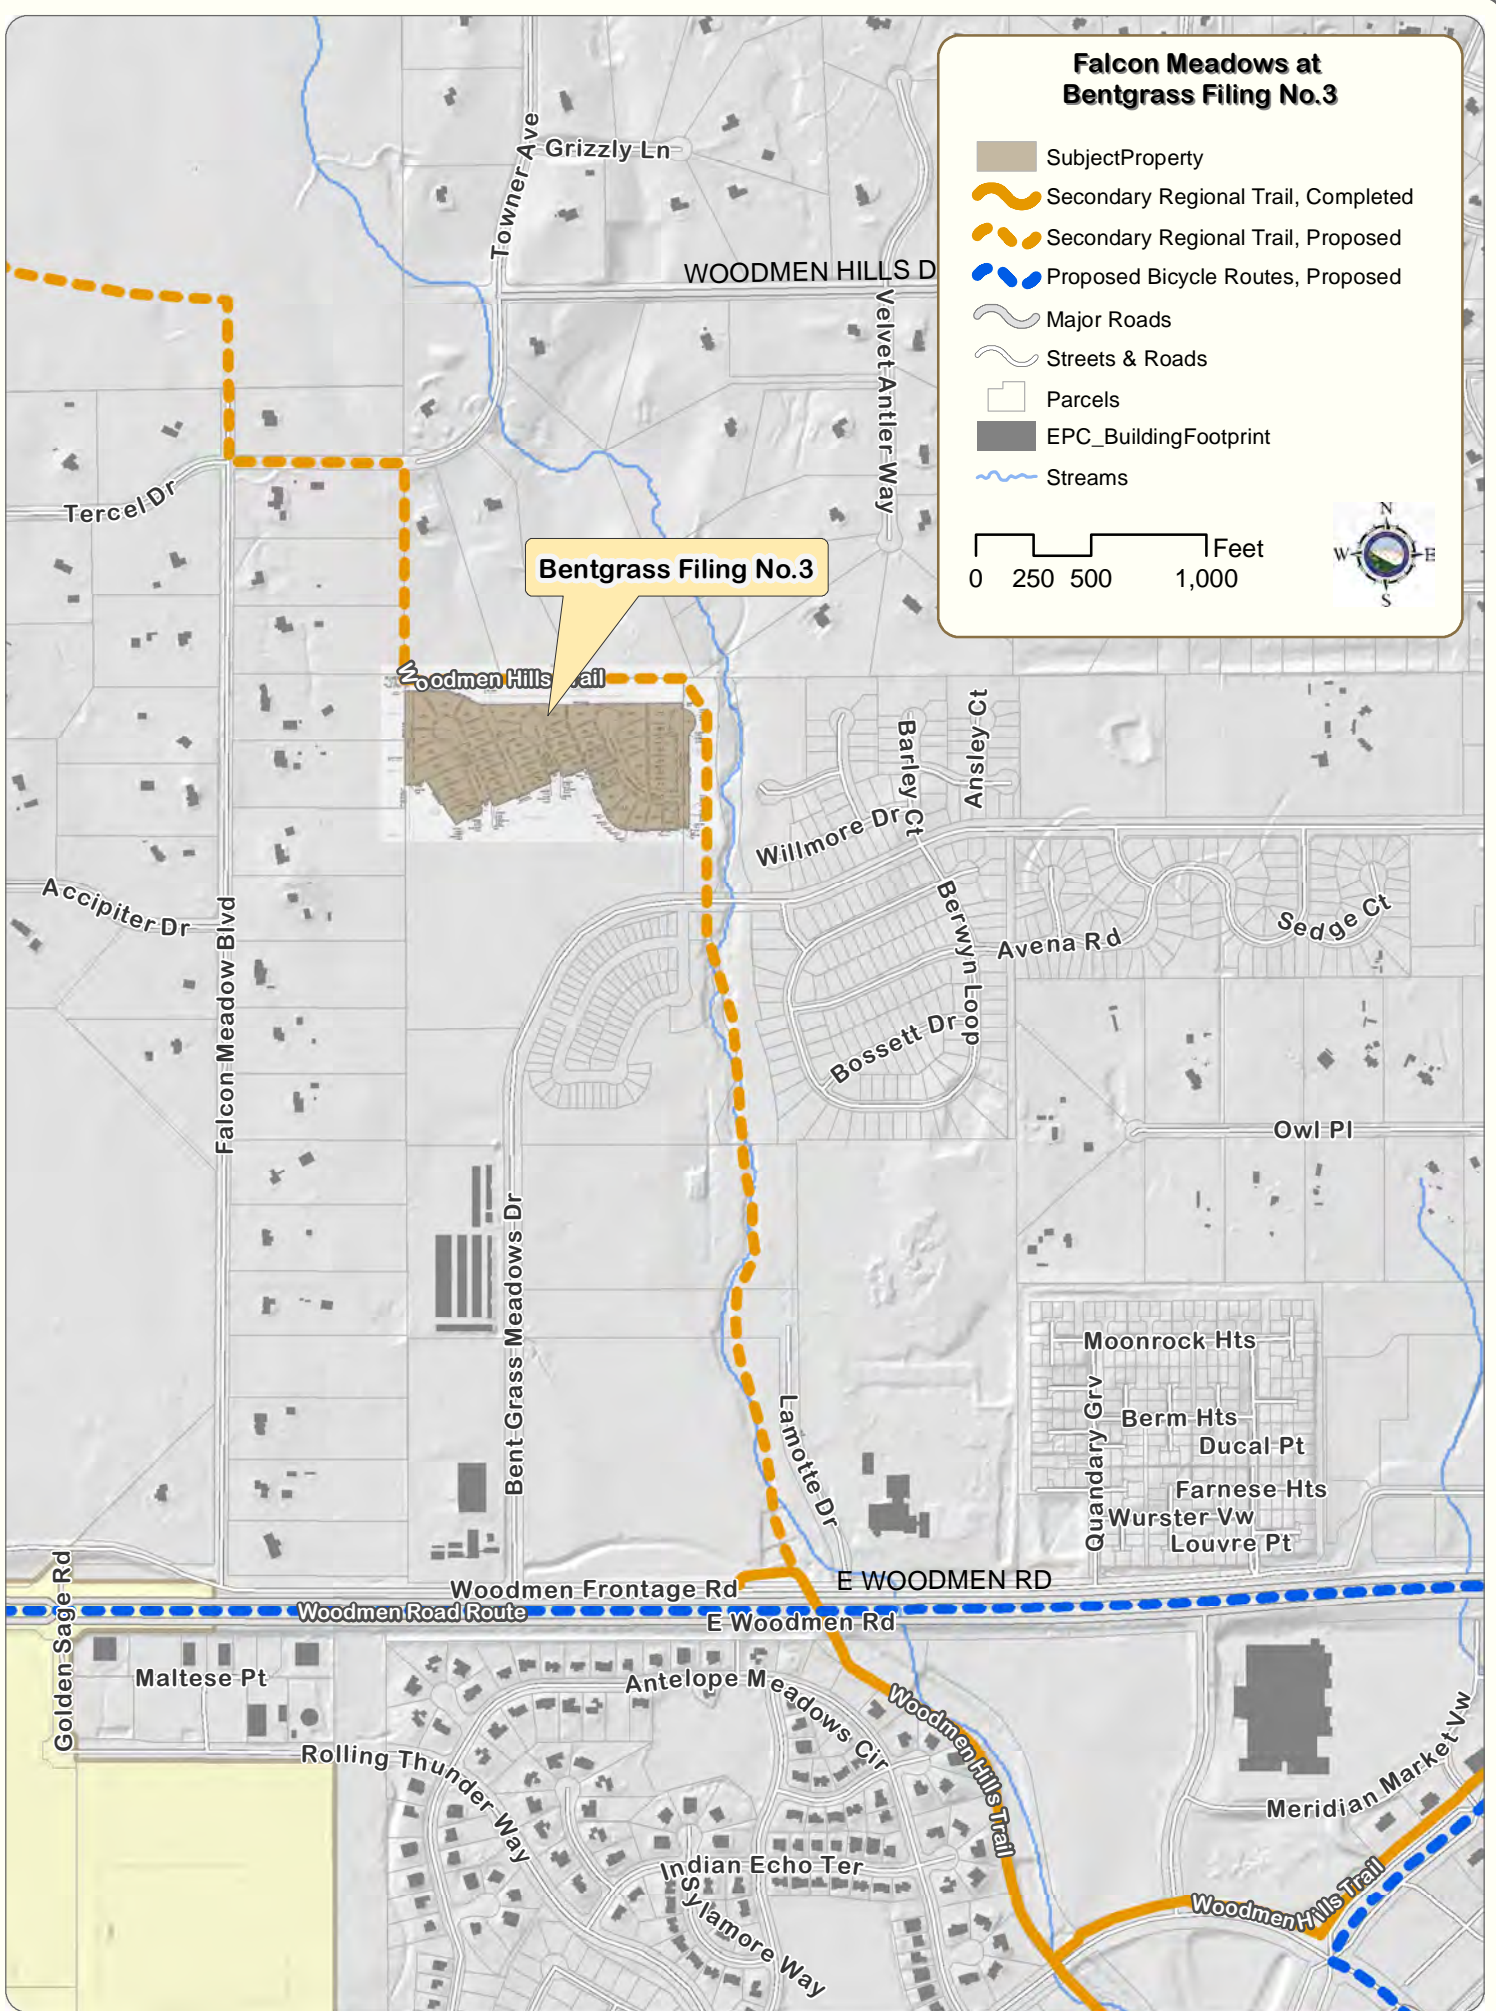 Falcon Meadows at
Bentgrass Filing No.3
SubjectProperty
Secondary Regional Trail, Completed
Secondary Regional Trail, Proposed
Proposed Bicycle Routes, Proposed
Major Roads
Streets & Roads
Parcels
EPC_BuildingFootprint
Streams
Feet
0 250 500 1,000
N
W E
S
Grizzly Ln
Towner Ave
WOODMEN HILLS D
Velvet Antler Way
Tercel Dr
Bentgrass Filing No.3
Woodmen Hills Trail
Barley Ct
Ansley Ct
Willmore Dr
Accipiter Dr
Falcon Meadow Blvd
Berwyn Loop
Avena Rd
Sedge Ct
Bossett Dr
Owl Pl
Bent Grass Meadows Dr
Moonrock Hts
Quandary Grv
Berm Hts
Ducal Pt
Farnese Hts
Wurster Vw
Louvre Pt
Lamotte Dr
Golden Sage Rd
Woodmen Frontage Rd
E WOODMEN RD
Woodmen Road Route
E Woodmen Rd
Maltese Pt
Antelope Meadows Cir
Woodmen Hills Trail
Rolling Thunder Way
Meridian Market Vw
Indian Echo Ter
Sylamore Way
Woodmen Hills Trail